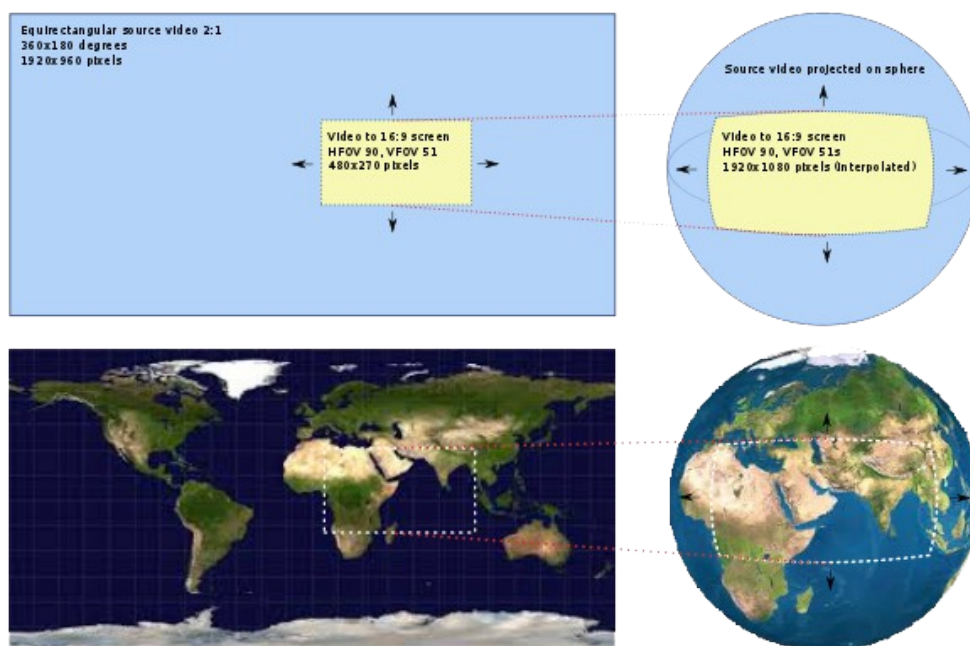 Equirectangular source video 2:1
360x180 degrees
1920x960 pixels
Video to 16:9 screen
HFOV 90, VFOV 51
480x270 pixels
Source video projected on sphere
Video to 16:9 screen
HFOV 90, VFOV 51s
1920x1080 pixels (interpolated)